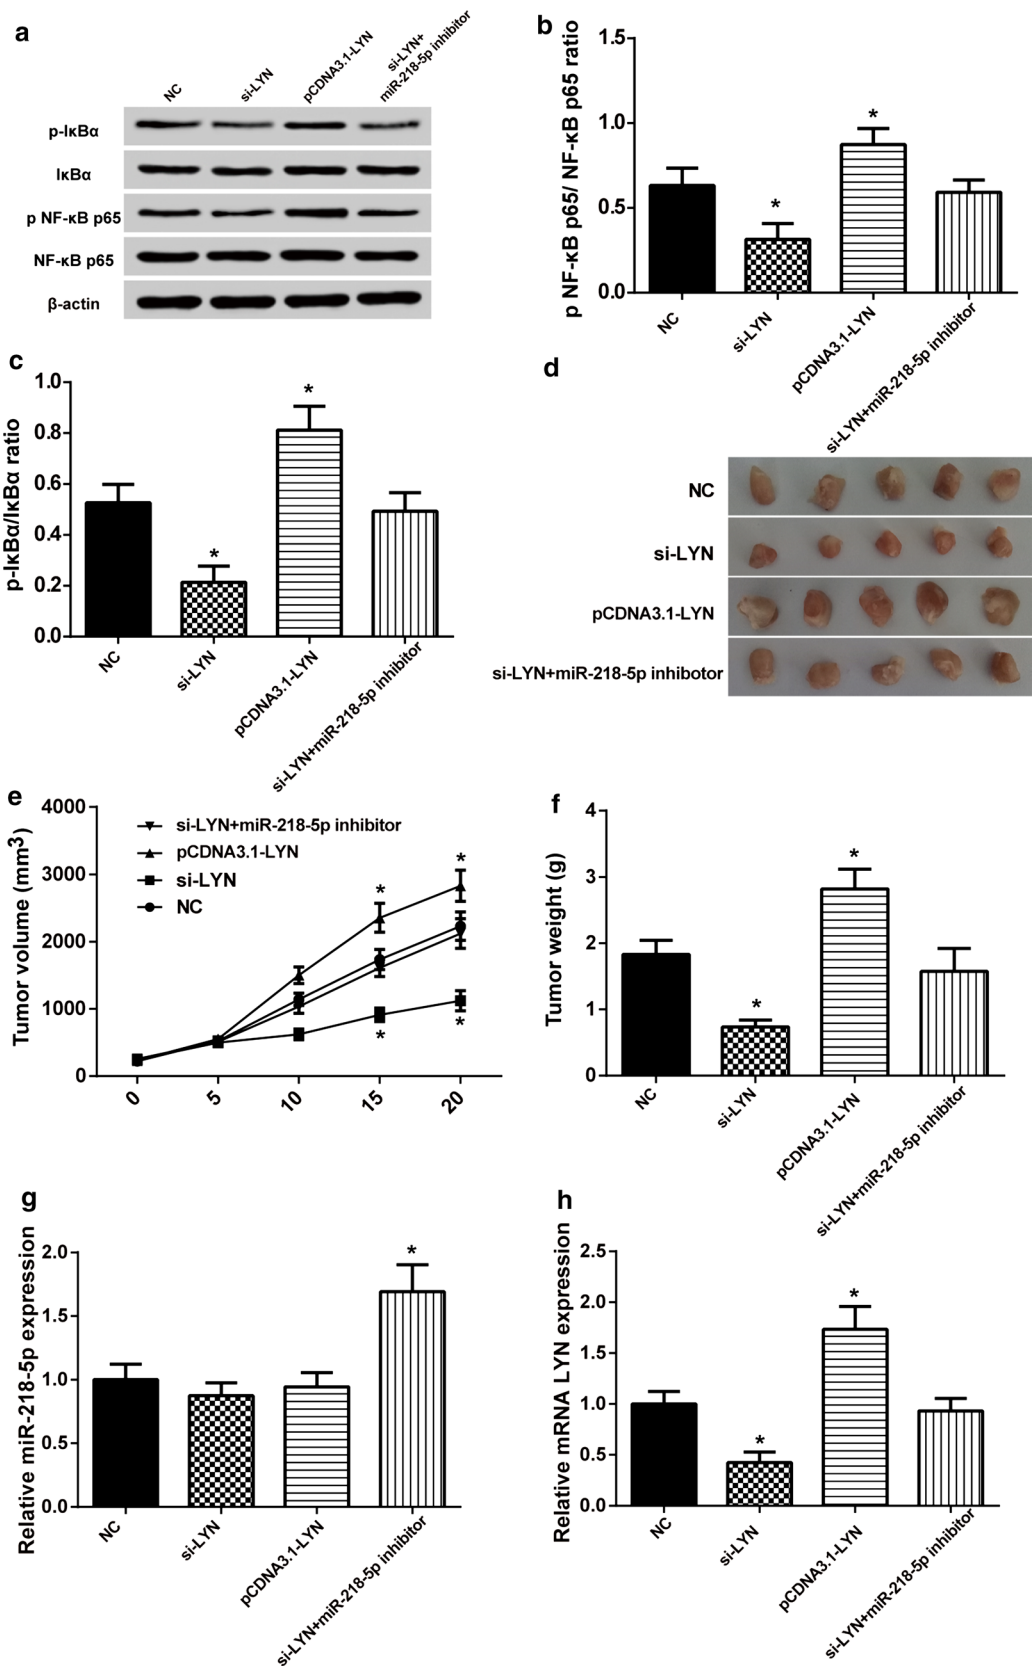 a
NC
si-LYN
pCDNA3.1-LYN
si-LYN+
miR-218-5p inhibitor
p-IκBα
IκBα
p NF-κB p65
NF-κB p65
β-actin
b
p NF-κB p65/ NF-κB p65 ratio
1.5
1.0
0.5
0.0
*
*
NC
si-LYN
pCDNA3.1-LYN
si-LYN+miR-218-5p inhibitor
c
p-IκBα/IκBα ratio
1.0
0.8
0.6
0.4
0.2
0.0
*
*
NC
si-LYN
pCDNA3.1-LYN
si-LYN+miR-218-5p inhibitor
d
NC
si-LYN
pCDNA3.1-LYN
si-LYN+miR-218-5p inhibotor
e
Tumor volume (mm3)
4000
3000
2000
1000
0
si-LYN+miR-218-5p inhibitor
pCDNA3.1-LYN
si-LYN
NC
*
*
*
*
0
5
10
15
20
f
Tumor weight (g)
4
3
2
1
0
*
*
NC
si-LYN
pCDNA3.1-LYN
si-LYN+miR-218-5p inhibitor
g
Relative miR-218-5p expression
2.0
1.5
1.0
0.5
0.0
*
NC
si-LYN
pCDNA3.1-LYN
si-LYN+miR-218-5p inhibitor
h
Relative mRNA LYN expression
2.5
2.0
1.5
1.0
0.5
0.0
*
*
NC
si-LYN
pCDNA3.1-LYN
si-LYN+miR-218-5p inhibitor